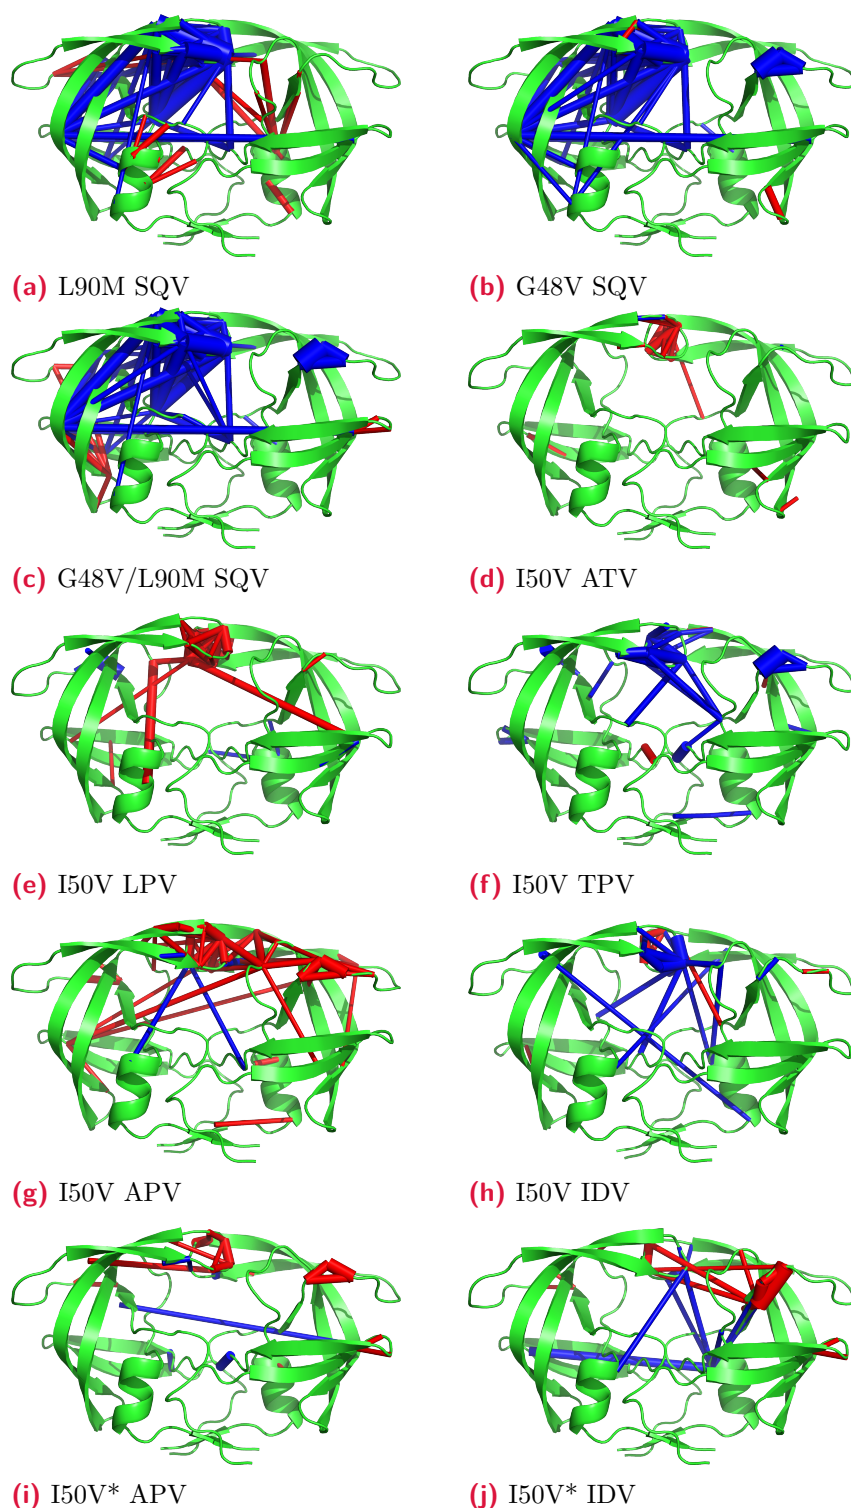 (a) L90M SQV
(b) G48V SQV
(c) G48V/L90M SQV
(d) I50V ATV
(e) I50V LPV
(f) I50V TPV
(g) I50V APV
(h) I50V IDV
(i) I50V* APV
(j) I50V* IDV